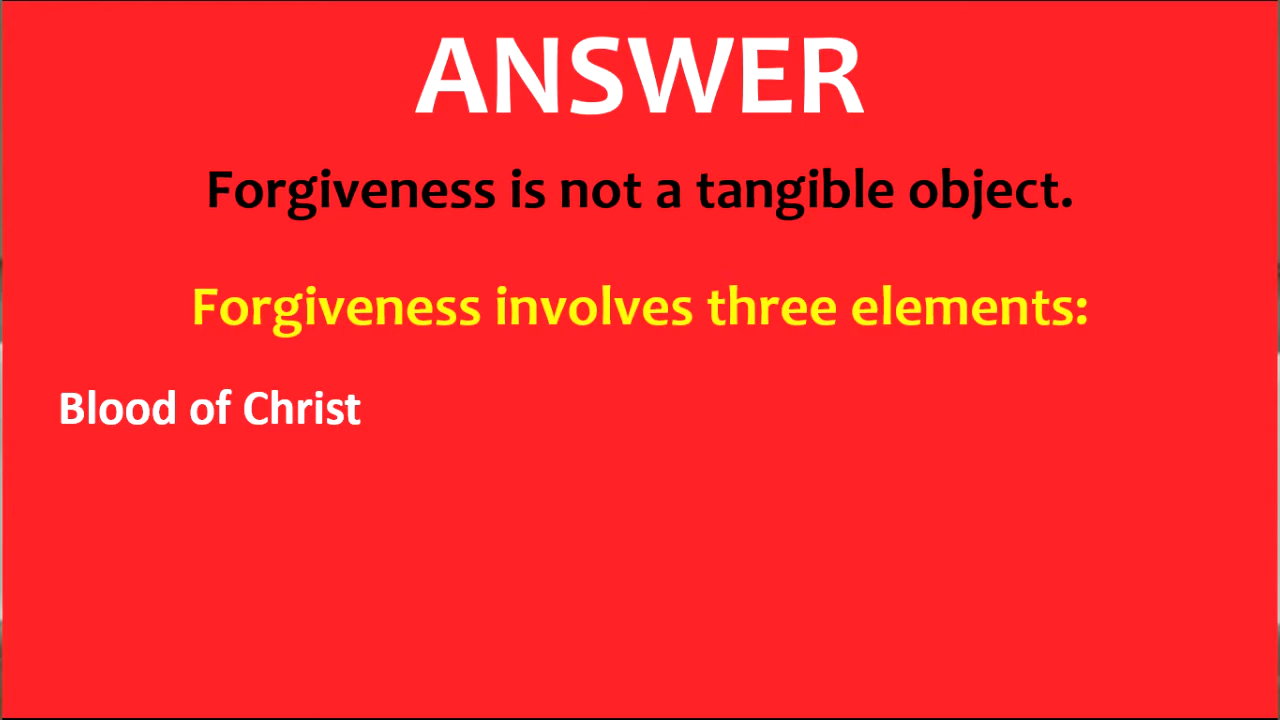 ANSWER
Forgiveness is not a tangible object.
Forgiveness involves three elements:
Blood of Christ